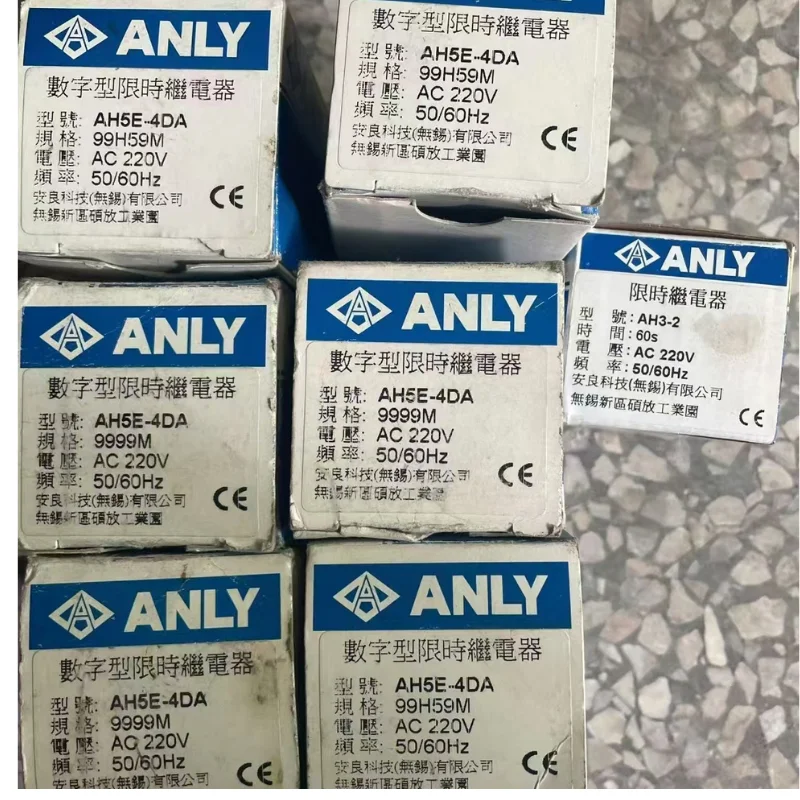 ANLY
數字型限時繼電器
型號: AH5E-4DA
規格: 99H59M
電壓: AC 220V
頻率: 50/60Hz
安良科技(無錫)有限公司
無錫新區碩放工業園
CE
數字型限時繼電器
型號: AH5E-4DA
規格: 99H59M
電壓: AC 220V
頻率: 50/60Hz
安良科技(無錫)有限公司
無錫新區碩放工業園
CE
ANLY
限時繼電器
型號: AH3-2
時間: 60s
電壓: AC 220V
頻率: 50/60Hz
安良科技(無錫)有限公司
無錫新區碩放工業園
CE
ANLY
數字型限時繼電器
型號: AH5E-4DA
規格: 9999M
電壓: AC 220V
頻率: 50/60Hz
安良科技(無錫)有限公司
無錫新區碩放工業園
CE
ANLY
數字型限時繼電器
型號: AH5E-4DA
規格: 9999M
電壓: AC 220V
頻率: 50/60Hz
安良科技(無錫)有限公司
無錫新區碩放工業園
CE
ANLY
數字型限時繼電器
型號: AH5E-4DA
規格: 9999M
電壓: AC 220V
頻率: 50/60Hz
安良科技(無錫)有限公司
CE
ANLY
數字型限時繼電器
型號: AH5E-4DA
規格: 99H59M
電壓: AC 220V
頻率: 50/60Hz
安良科技(無錫)有限公司
無錫新區碩放工業園
CE